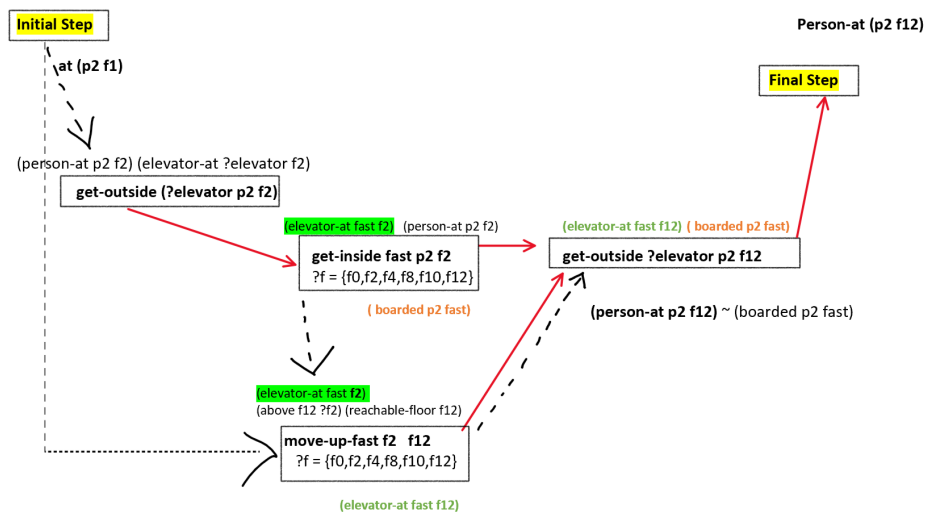 Initial Step
Person-at (p2 f12)
at (p2 f1)
Final Step
(person-at p2 f2) (elevator-at ?elevator f2)
get-outside (?elevator p2 f2)
(elevator-at fast f2) (person-at p2 f2)
(elevator-at fast f12) ( boarded p2 fast)
get-inside fast p2 f2
?f = {f0,f2,f4,f8,f10,f12}
get-outside ?elevator p2 f12
( boarded p2 fast)
(person-at p2 f12) ~ (boarded p2 fast)
(elevator-at fast f2)
(above f12 ?f2) (reachable-floor f12)
move-up-fast f2 f12
?f = {f0,f2,f4,f8,f10,f12}
(elevator-at fast f12)